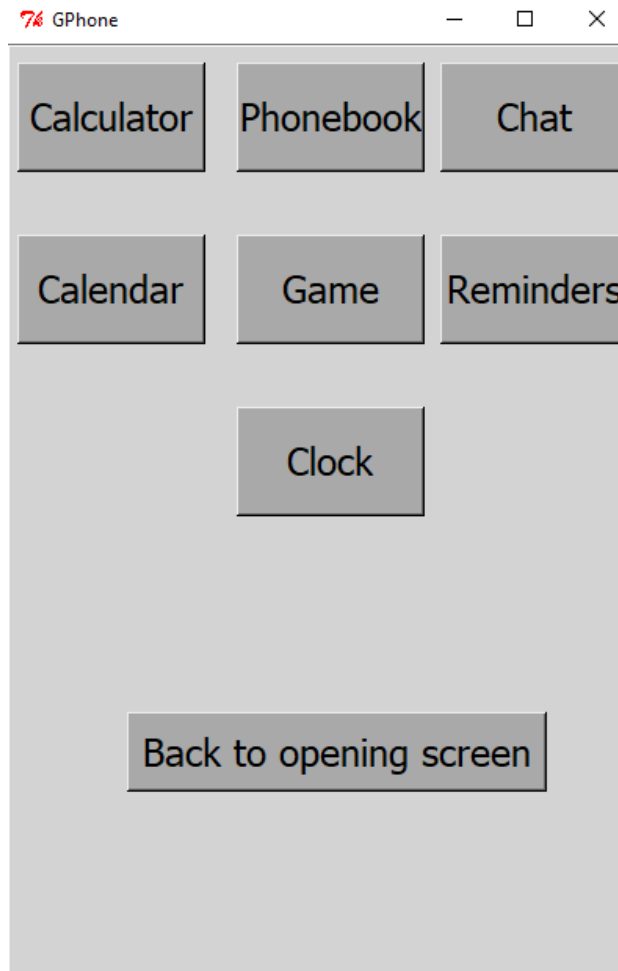 GPhone
Calculator Phonebook Chat
Calendar Game Reminders
Clock
Back to opening screen